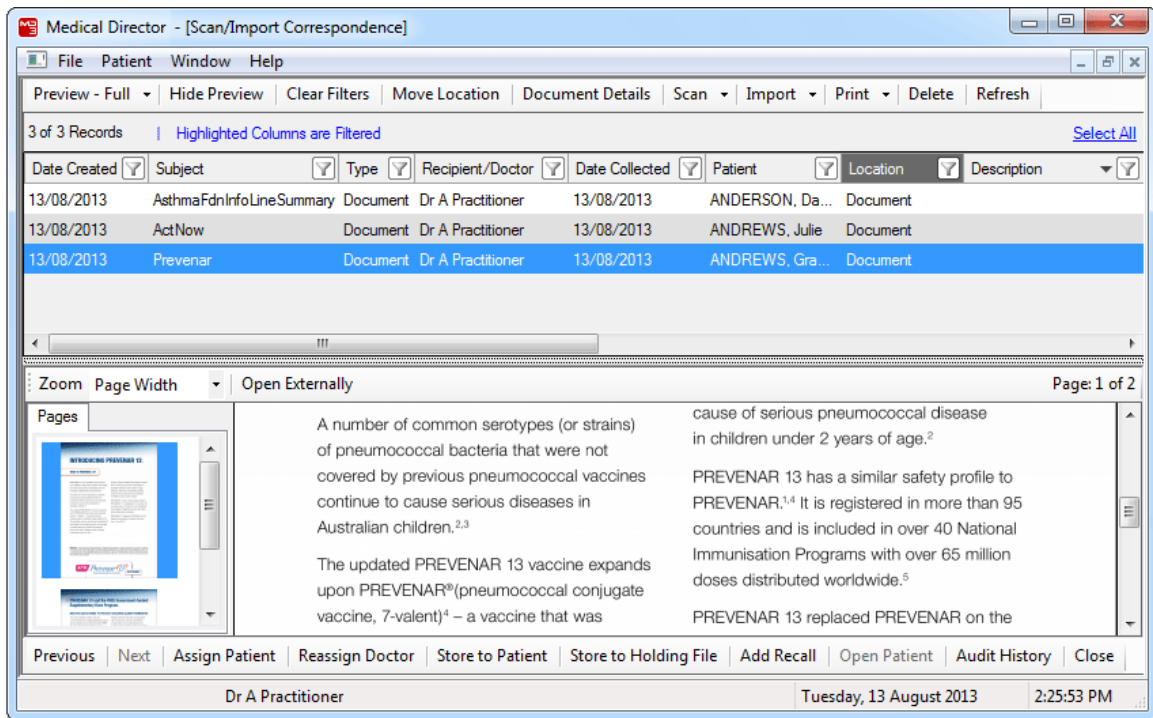 Medical Director - [Scan/Import Correspondence]
File Patient Window Help
Preview - Full Hide Preview Clear Filters Move Location Document Details Scan Import Print Delete Refresh
3 of 3 Records | Highlighted Columns are Filtered Select All
Date Created Subject Type Recipient/Doctor Date Collected Patient Location Description
13/08/2013 AsthmaFdnInfoLineSummary Document Dr A Practitioner 13/08/2013 ANDERSON, Da... Document
13/08/2013 ActNow Document Dr A Practitioner 13/08/2013 ANDREWS, Julie Document
13/08/2013 Prevenar Document Dr A Practitioner 13/08/2013 ANDREWS, Gra... Document
Zoom Page Width Open Externally Page: 1 of 2
Pages
INTRODUCING PREVENAR 13
A number of common serotypes (or strains)
of pneumococcal bacteria that were not
covered by previous pneumococcal vaccines
continue to cause serious diseases in
Australian children.2,3
The updated PREVENAR 13 vaccine expands
upon PREVENAR®(pneumococcal conjugate
vaccine, 7-valent)4 – a vaccine that was
cause of serious pneumococcal disease
in children under 2 years of age.2
PREVENAR 13 has a similar safety profile to
PREVENAR.1,4 It is registered in more than 95
countries and is included in over 40 National
Immunisation Programs with over 65 million
doses distributed worldwide.5
PREVENAR 13 replaced PREVENAR on the
Previous Next Assign Patient Reassign Doctor Store to Patient Store to Holding File Add Recall Open Patient Audit History Close
Dr A Practitioner Tuesday, 13 August 2013 2:25:53 PM